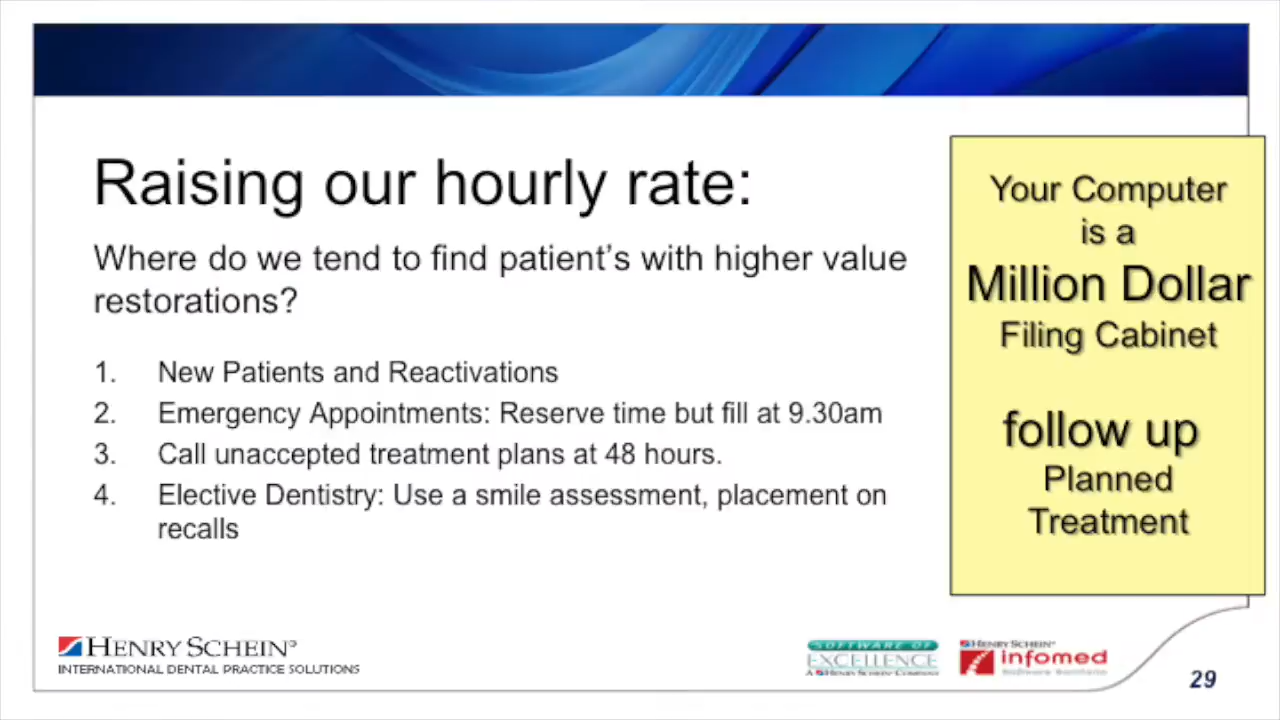 Raising our hourly rate:
Where do we tend to find patient's with higher value
restorations?
1. New Patients and Reactivations
2. Emergency Appointments: Reserve time but fill at 9.30am
3. Call unaccepted treatment plans at 48 hours.
4. Elective Dentistry: Use a smile assessment, placement on
recalls
Your Computer
is a
Million Dollar
Filing Cabinet
follow up
Planned
Treatment
HENRY SCHEIN®
INTERNATIONAL DENTAL PRACTICE SOLUTIONS
SOFTWARE OF
EXCELLENCE
A HENRY SCHEIN COMPANY
HENRY SCHEIN®
infomed
Software Solutions
29